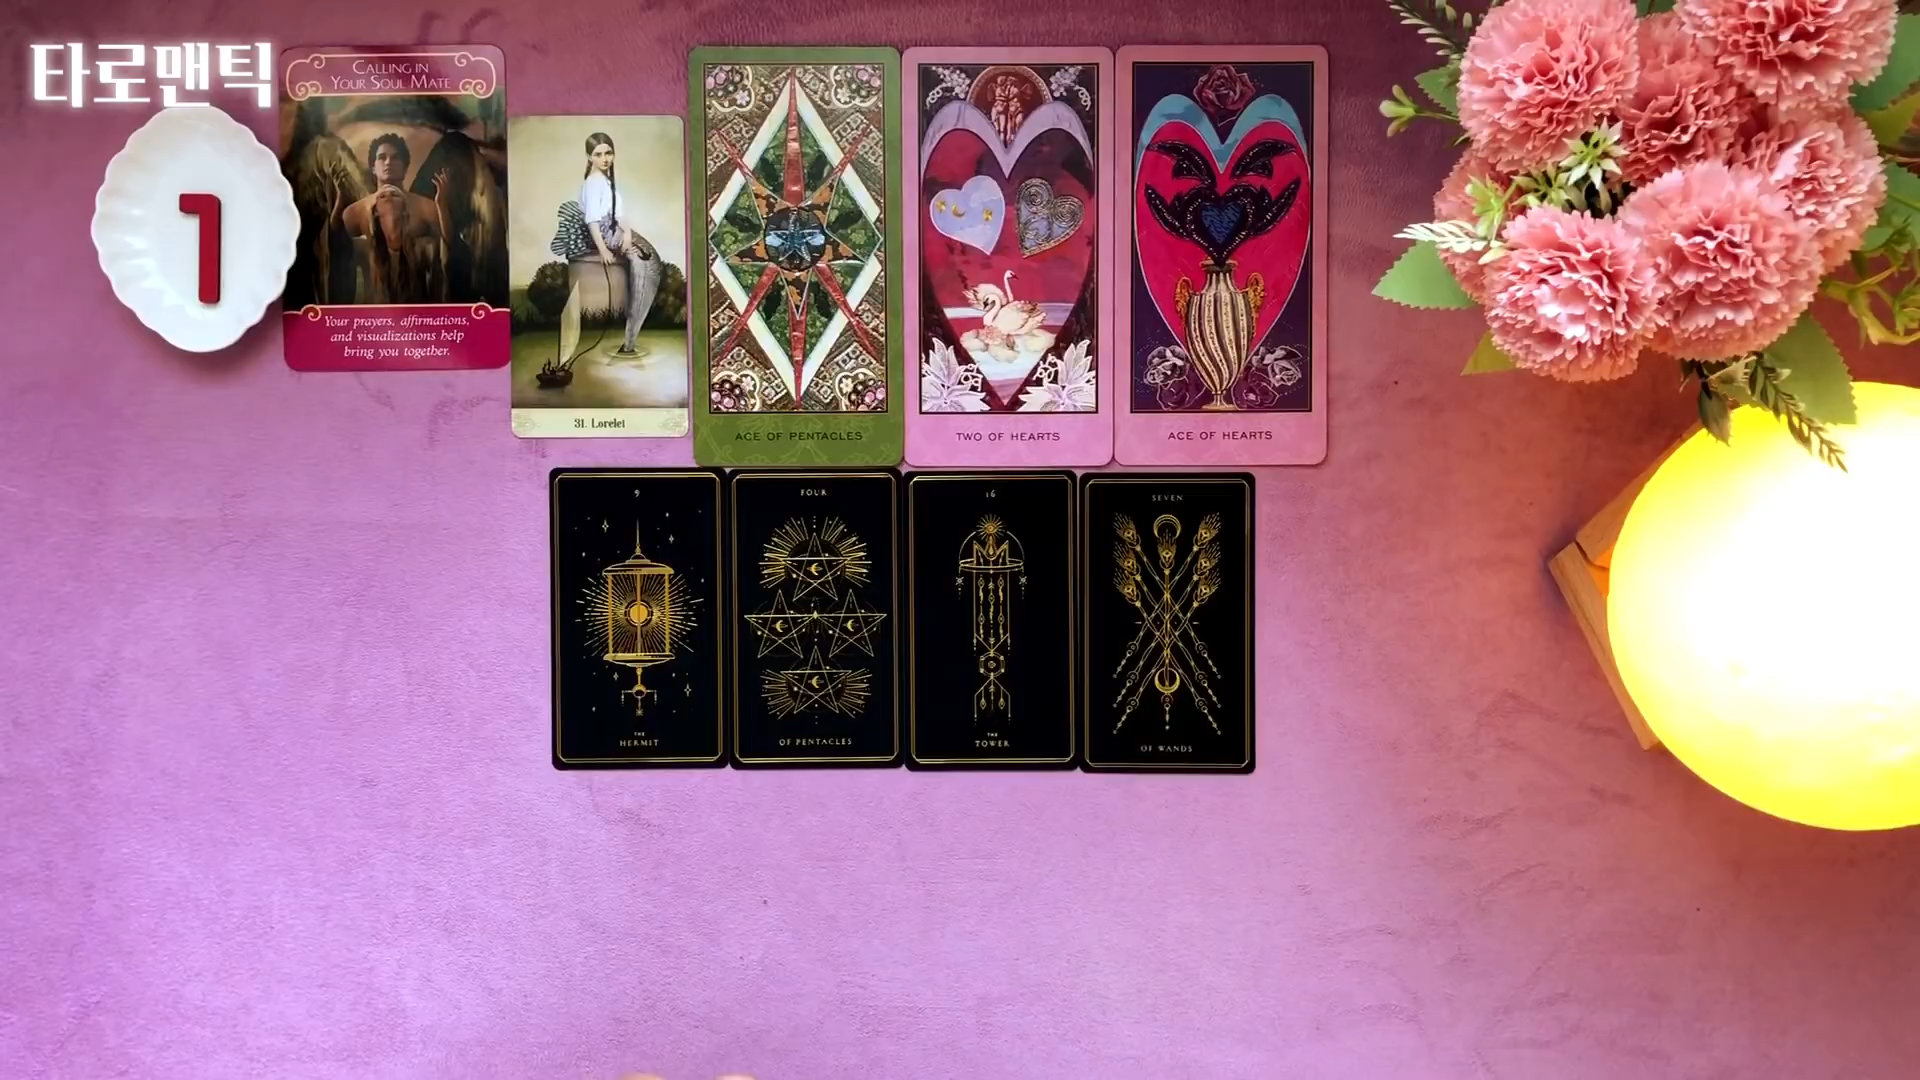 타로맨틱
1
CALLING IN
YOUR SOUL MATE
Your prayers, affirmations,
and visualizations help
bring you together.
31. Lorelei
ACE OF PENTACLES
TWO OF HEARTS
ACE OF HEARTS
9
THE
HERMIT
FOUR
OF PENTACLES
16
THE
TOWER
SEVEN
OF WANDS